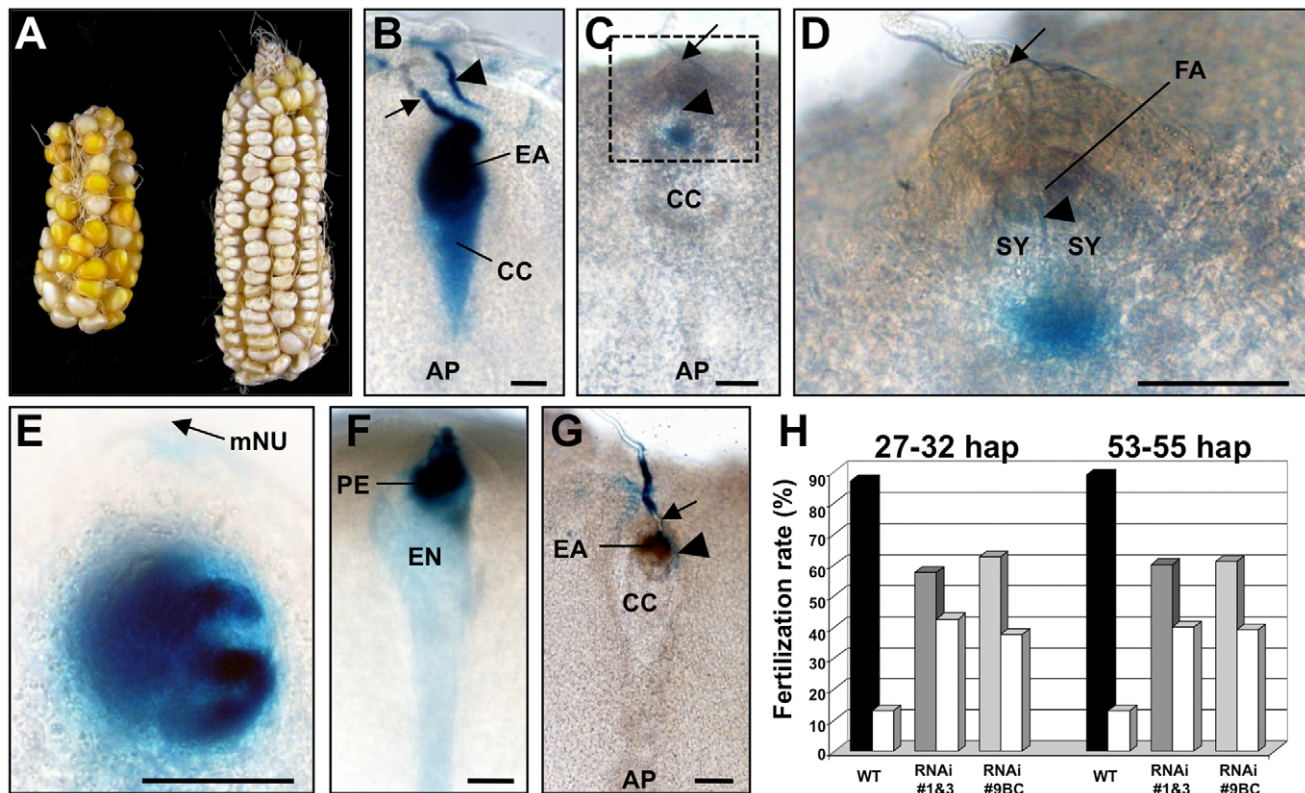 A
B
EA
CC
AP
C
CC
AP
D
FA
SY SY
E
mNU
F
PE
EN
G
EA
CC
AP
H
27-32 hap 53-55 hap
Fertilization rate (%)
90
80
70
60
50
40
30
20
10
0
WT RNAi #1&3 RNAi #9BC WT RNAi #1&3 RNAi #9BC